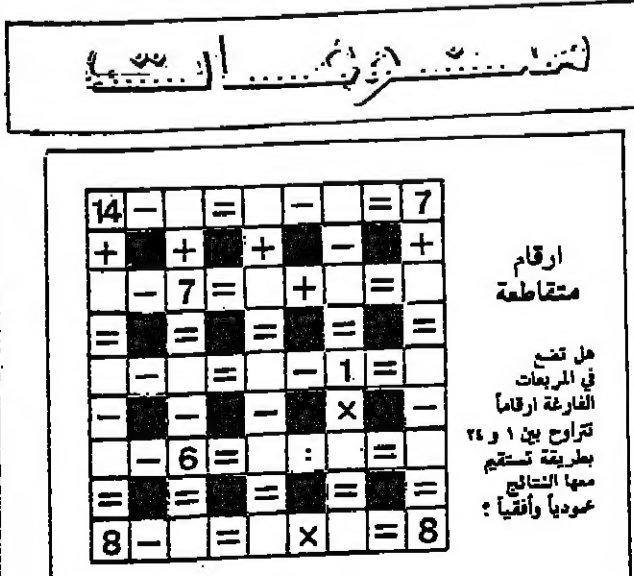 14 − = − = 7
+ + + − +
− 7 = + =
= = = = =
− = − 1 =
− − − × −
− 6 = : =
= = = = =
8 − = × = 8
ارقام
متقاطعة
هل تضع
في المربعات
الفارغة ارقاماً
تتراوح بين ١ و ٢٤
بطريقة تستقيم
معها النتائج
عمودياً وأفقياً ؟